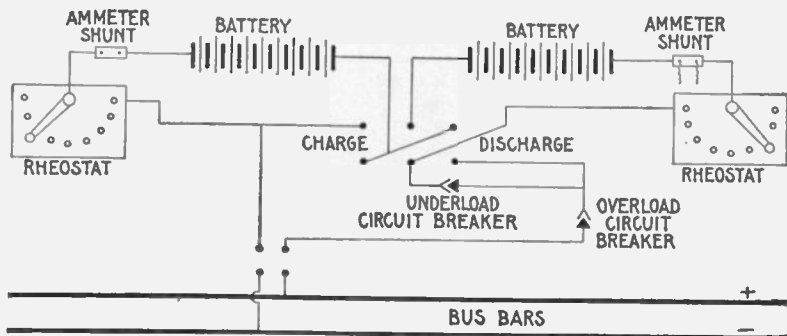 AMMETER
SHUNT
BATTERY
BATTERY
AMMETER
SHUNT
CHARGE
DISCHARGE
RHEOSTAT
RHEOSTAT
UNDERLOAD
CIRCUIT BREAKER
OVERLOAD
CIRCUIT
BREAKER
+
BUS BARS
−